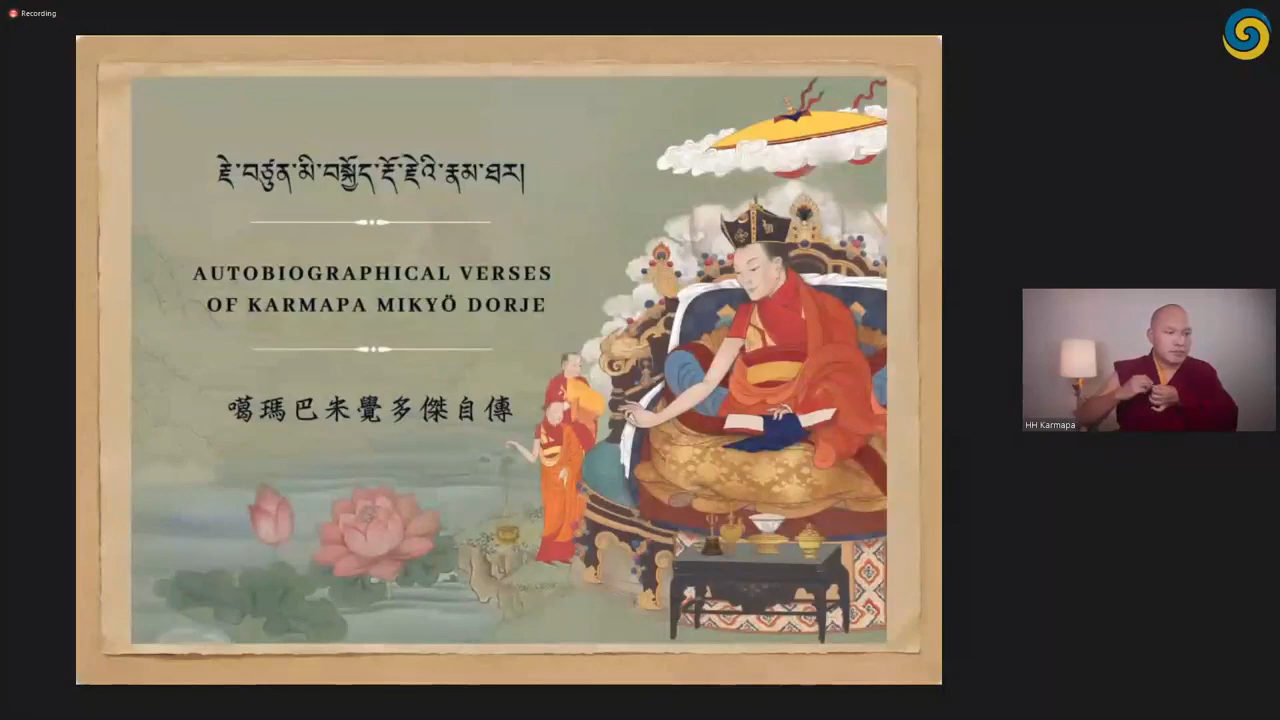 Recording
རྗེ་བཙུན་མི་བསྐྱོད་རྡོ་རྗེའི་རྣམ་ཐར།
AUTOBIOGRAPHICAL VERSES
OF KARMAPA MIKYÖ DORJE
噶瑪巴米覺多傑自傳
HH Karmapa